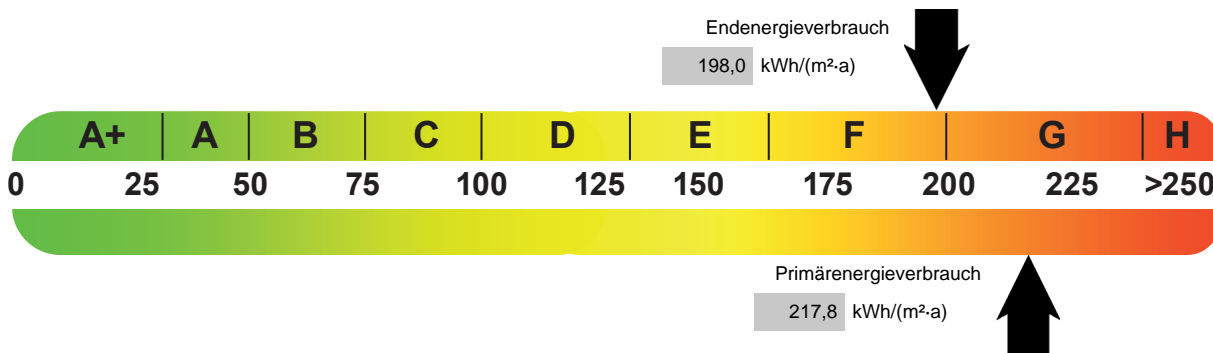 Endenergieverbrauch
198,0 kWh/(m²·a)
A+ A B C D E F G H
0 25 50 75 100 125 150 175 200 225 >250
Primärenergieverbrauch
217,8 kWh/(m²·a)